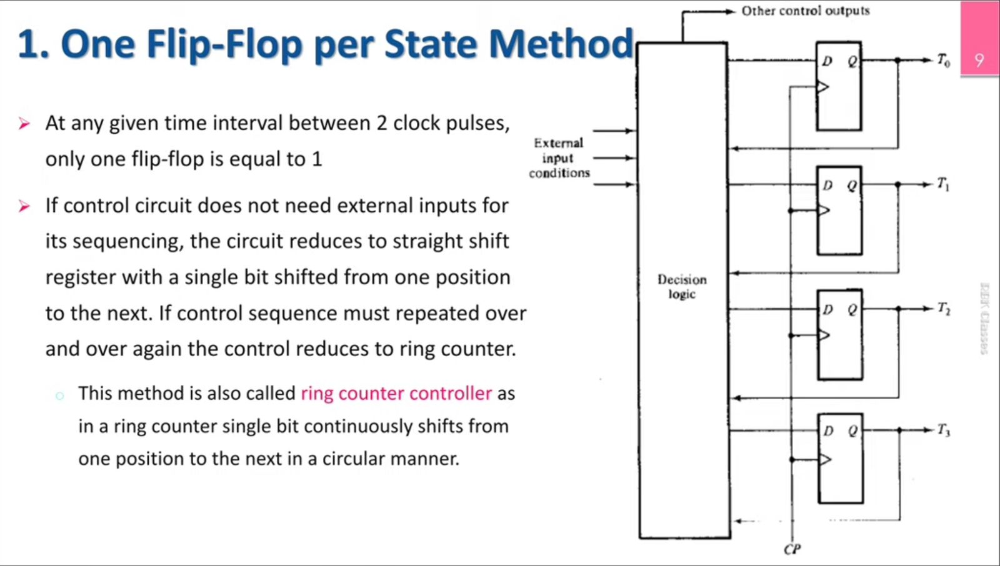 1. One Flip-Flop per State Method
9
At any given time interval between 2 clock pulses,
only one flip-flop is equal to 1
If control circuit does not need external inputs for
its sequencing, the circuit reduces to straight shift
register with a single bit shifted from one position
to the next. If control sequence must repeated over
and over again the control reduces to ring counter.
This method is also called ring counter controller as
in a ring counter single bit continuously shifts from
one position to the next in a circular manner.
Other control outputs
External
input
conditions
Decision
logic
D Q T₀
D Q T₁
D Q T₂
D Q T₃
CP
RBK Classes